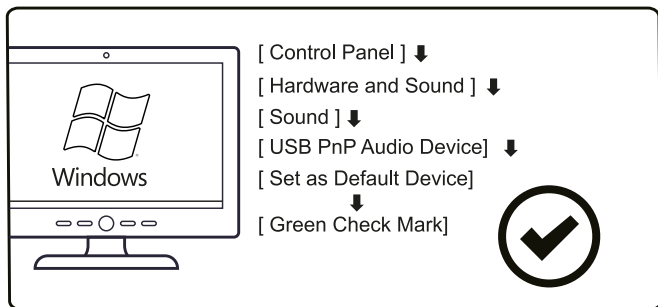 [ Control Panel ] ⬇
[ Hardware and Sound ] ⬇
[ Sound ] ⬇
[ USB PnP Audio Device] ⬇
[ Set as Default Device]
⬇
[ Green Check Mark]
Windows